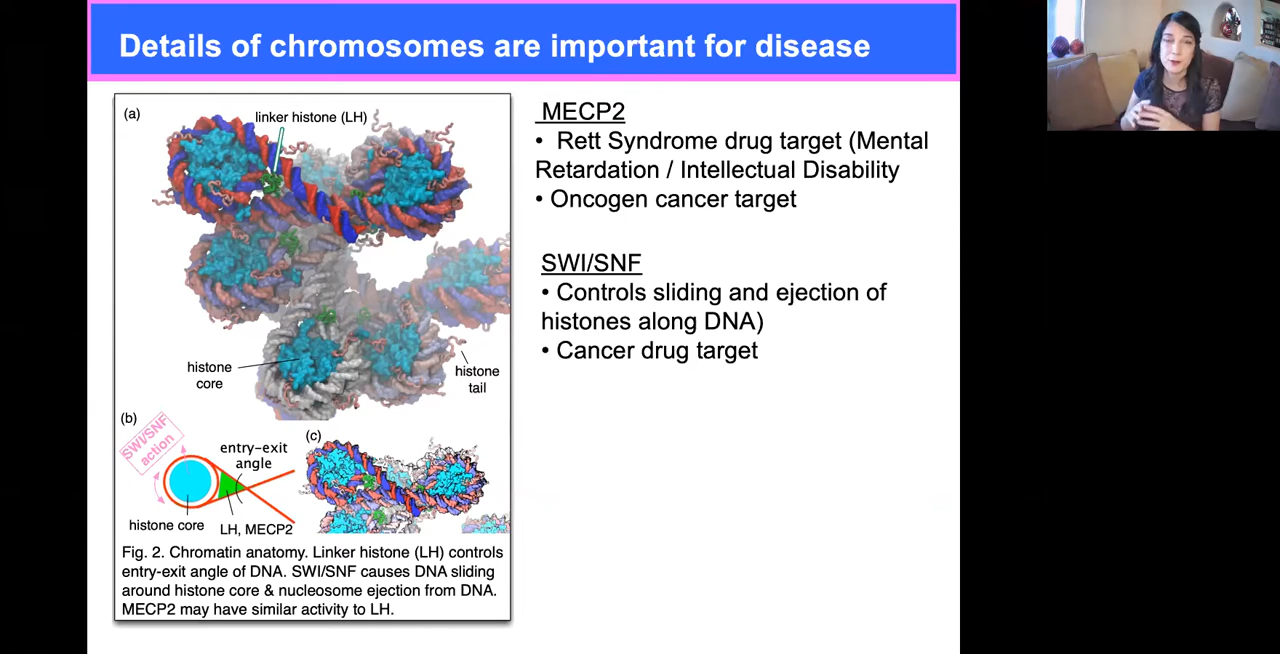 Details of chromosomes are important for disease
(a)
linker histone (LH)
histone
core
histone
tail
(b)
SWI/SNF
action
entry-exit
angle
histone core
LH, MECP2
(c)
Fig. 2. Chromatin anatomy. Linker histone (LH) controls
entry-exit angle of DNA. SWI/SNF causes DNA sliding
around histone core & nucleosome ejection from DNA.
MECP2 may have similar activity to LH.
MECP2
• Rett Syndrome drug target (Mental
Retardation / Intellectual Disability
• Oncogen cancer target
SWI/SNF
• Controls sliding and ejection of
histones along DNA)
• Cancer drug target